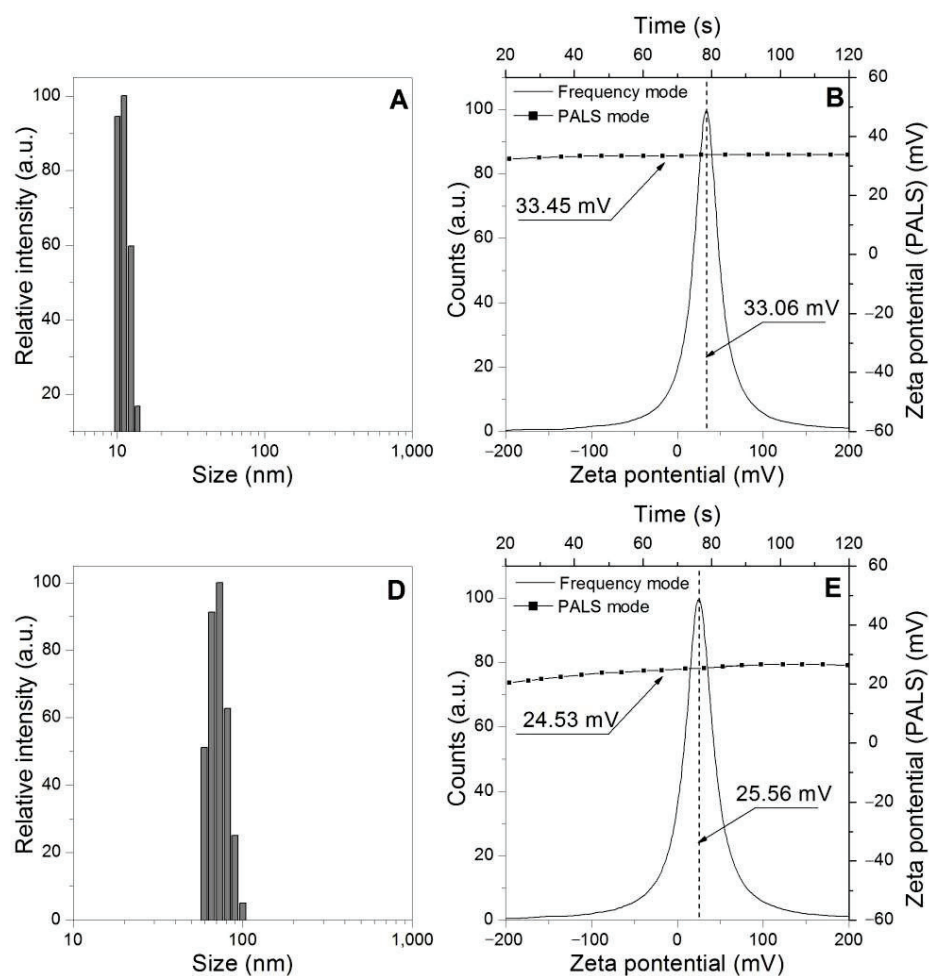 A
Relative intensity (a.u.)
100
80
60
40
20
10
100
1,000
Size (nm)
Time (s)
20 40 60 80 100 120
B
Frequency mode
PALS mode
33.45 mV
33.06 mV
Counts (a.u.)
100
80
60
40
20
0
Zeta pontential (PALS) (mV)
60
40
20
0
−20
−40
−60
−200 −100 0 100 200
Zeta pontential (mV)
D
Relative intensity (a.u.)
100
80
60
40
20
0
10
100
1,000
Size (nm)
Time (s)
20 40 60 80 100 120
E
Frequency mode
PALS mode
24.53 mV
25.56 mV
Counts (a.u.)
100
80
60
40
20
0
Zeta pontential (PALS) (mV)
60
40
20
0
−20
−40
−60
−200 −100 0 100 200
Zeta pontential (mV)